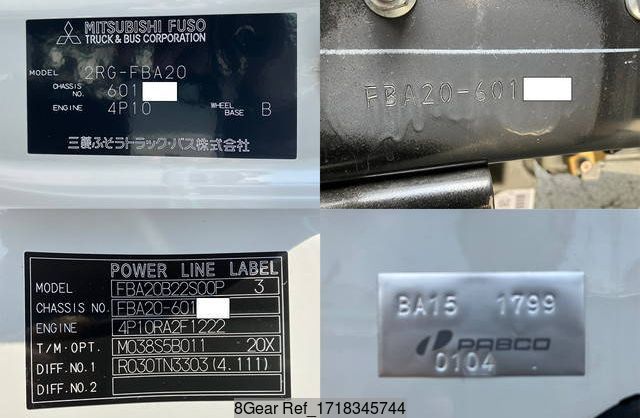 MITSUBISHI FUSO
TRUCK & BUS CORPORATION
MODEL 2RG-FBA20
CHASSIS NO. 601
ENGINE 4P10 WHEEL BASE B
三菱ふそうトラック・バス株式会社
FBA20-601
POWER LINE LABEL
MODEL FBA20B22S00P 3
CHASSIS NO. FBA20-601
ENGINE 4P10RA2F1222
T/M·OPT. M038S5B011 20X
DIFF.NO.1 R030TN3303(4.111)
DIFF.NO.2
BA15 1799
PABCO
0104
8Gear Ref_1718345744